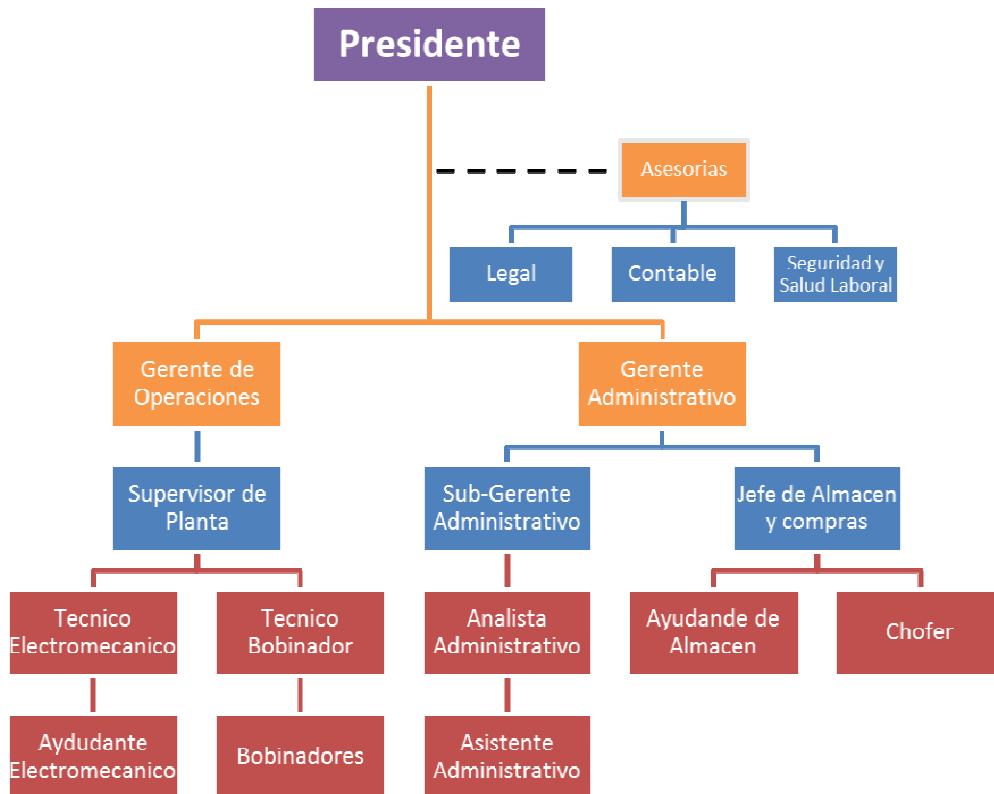 Presidente
Asesorias
Legal
Contable
Seguridad y
Salud Laboral
Gerente de
Operaciones
Gerente
Administrativo
Supervisor de
Planta
Sub-Gerente
Administrativo
Jefe de Almacen
y compras
Tecnico
Electromecanico
Tecnico
Bobinador
Analista
Administrativo
Ayudande de
Almacen
Chofer
Aydudante
Electromecanico
Bobinadores
Asistente
Administrativo